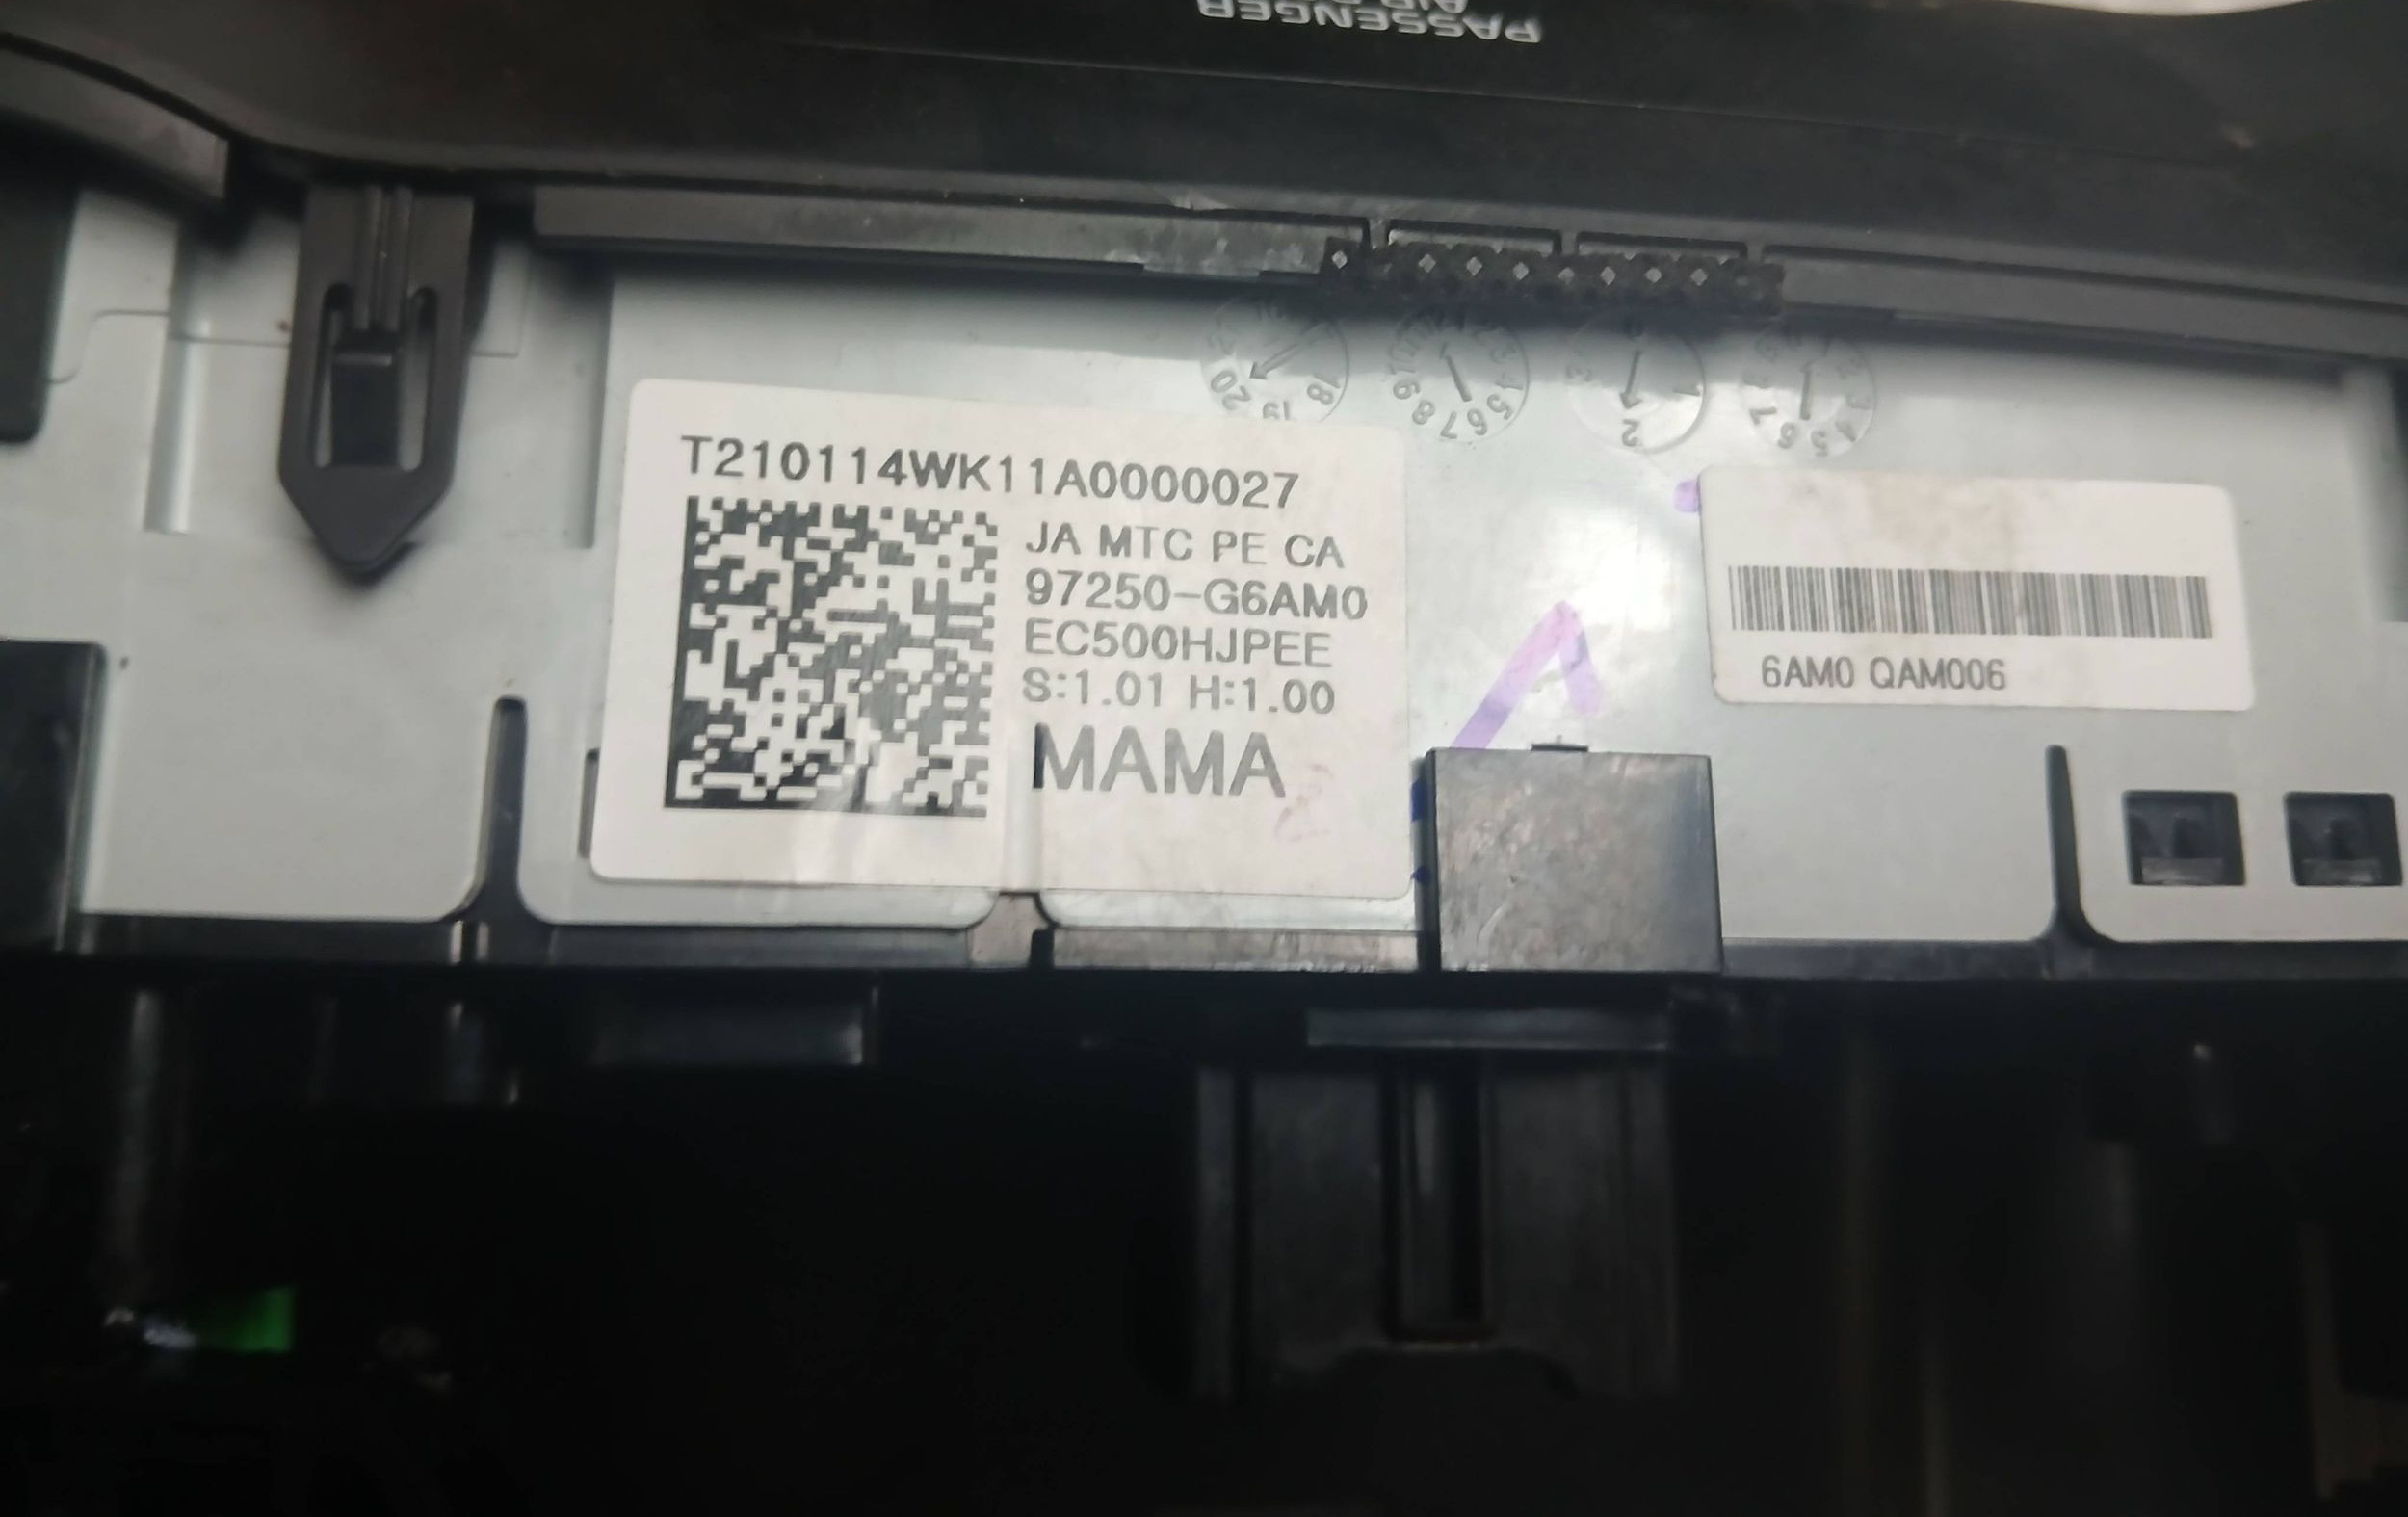 PASSENGER
T210114WK11A0000027
JA MTC PE CA
97250-G6AM0
EC500HJPEE
S:1.01 H:1.00
MAMA
6AM0 QAM006